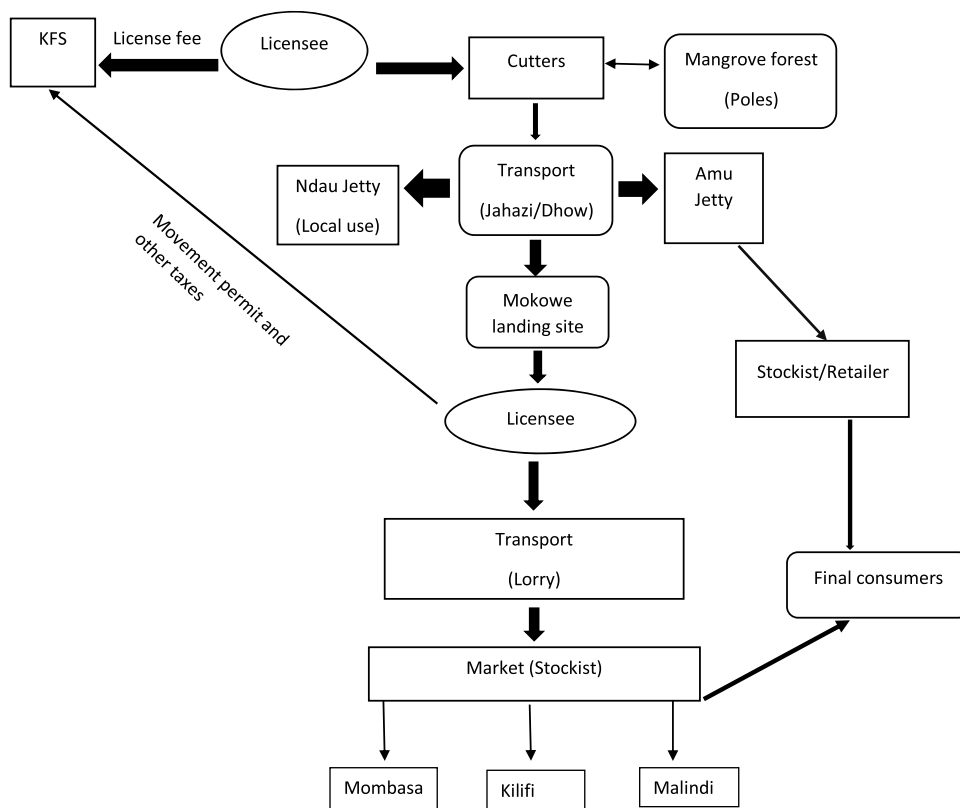 KFS
License fee
Licensee
Cutters
Mangrove forest
(Poles)
Ndau Jetty
(Local use)
Transport
(Jahazi/Dhow)
Amu
Jetty
Movement permit and
other taxes
Mokowe
landing site
Stockist/Retailer
Licensee
Transport
(Lorry)
Final consumers
Market (Stockist)
Mombasa
Kilifi
Malindi